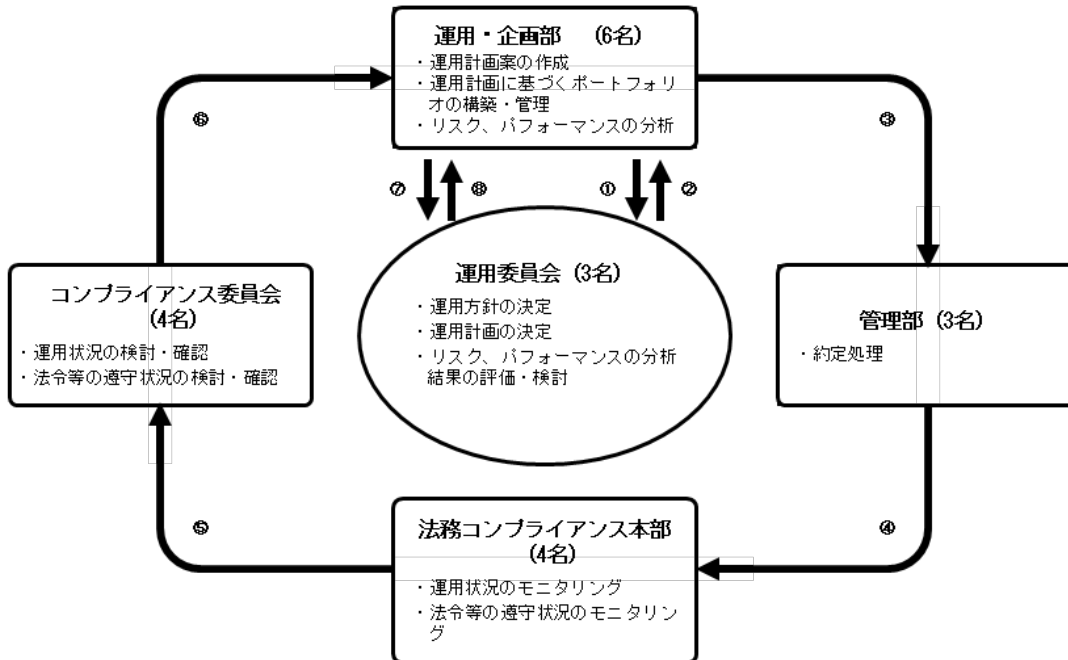 運用・企画部　(6名)
・運用計画案の作成
・運用計画に基づくポートフォリ
オの構築・管理
・リスク、パフォーマンスの分析
⑥
③
⑦
⑧
①
②
運用委員会 (3名)
・運用方針の決定
・運用計画の決定
・リスク、パフォーマンスの分析
結果の評価・検討
コンプライアンス委員会
(4名)
・運用状況の検討・確認
・法令等の遵守状況の検討・確認
管理部 (3名)
・約定処理
⑤
④
法務コンプライアンス本部
(4名)
・運用状況のモニタリング
・法令等の遵守状況のモニタリン
グ